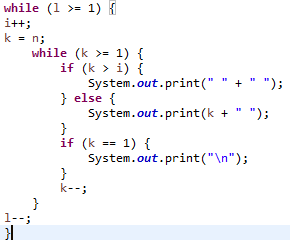 while (l >= 1) {
i++;
k = n;
    while (k >= 1) {
        if (k > i) {
            System.out.print(" " + " ");
        } else {
            System.out.print(k + " ");
        }
        if (k == 1) {
            System.out.print("\n");
        }
        k--;
    }
l--;
}